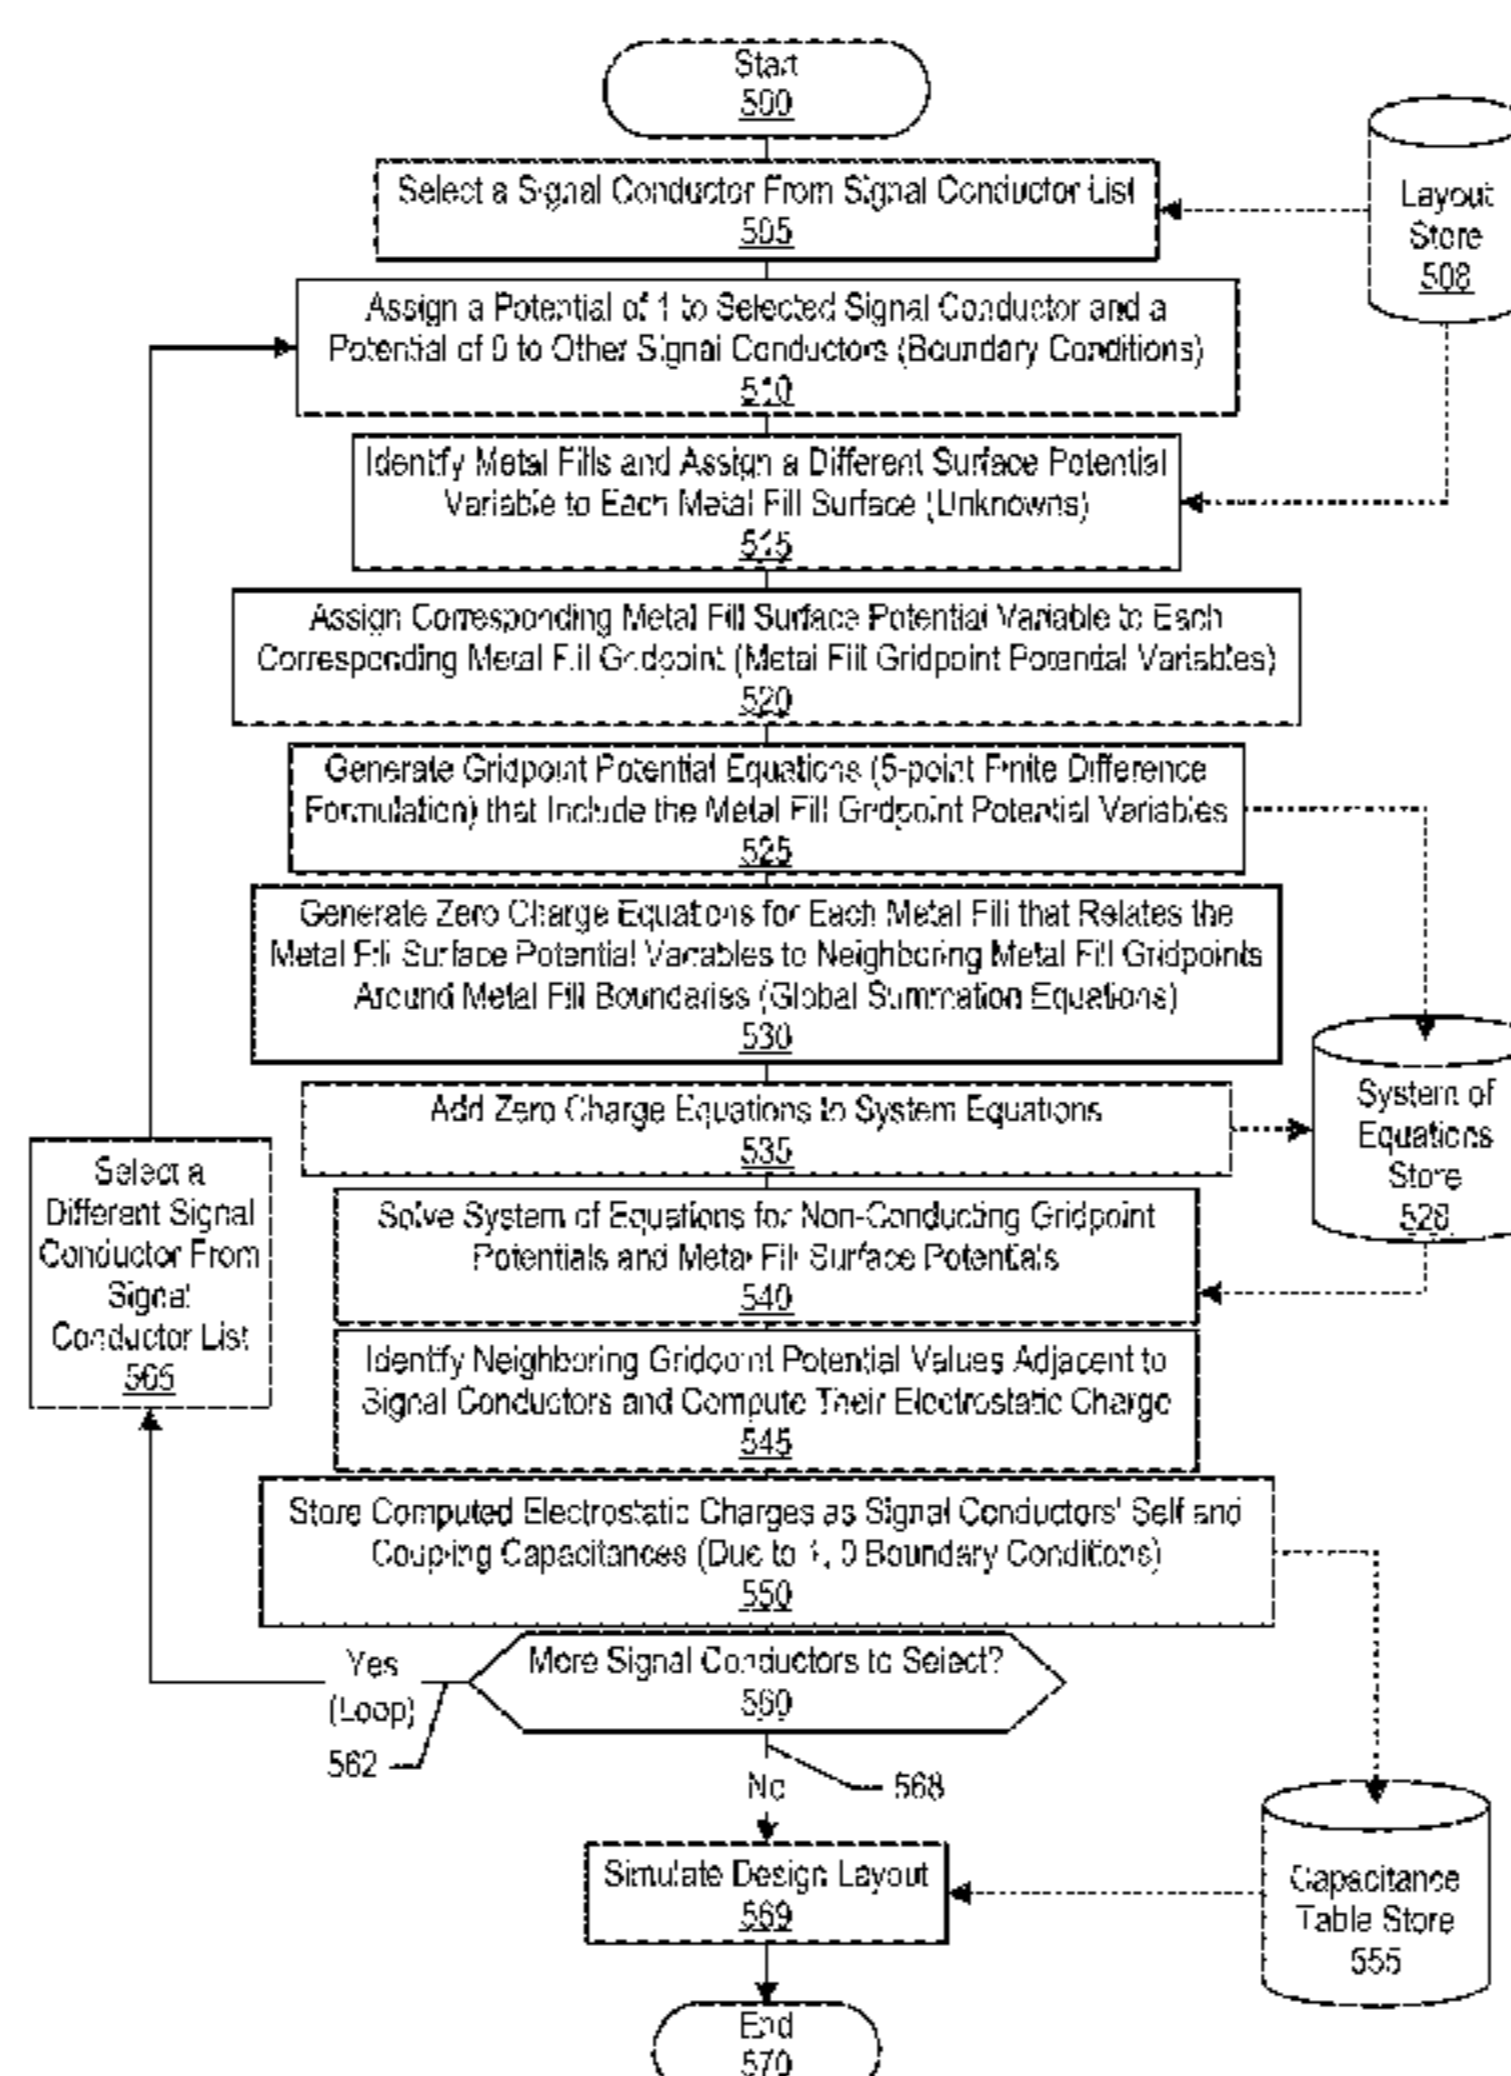 Start
500
Select a Signal Conductor From Signal Conductor List
505
Layout
Store
508
Assign a Potential of 1 to Selected Signal Conductor and a
Potential of 0 to Other Signal Conductors (Boundary Conditions)
510
Identify Metal Fills and Assign a Different Surface Potential
Variable to Each Metal Fill Surface (Unknowns)
515
Assign Corresponding Metal Fill Surface Potential Variable to Each
Corresponding Metal Fill Gridpoint (Metal Fill Gridpoint Potential Variables)
520
Generate Gridpoint Potential Equations (5-point Finite Difference
Formulation) that Include the Metal Fill Gridpoint Potential Variables
525
Generate Zero Charge Equations for Each Metal Fill that Relates the
Metal Fill Surface Potential Variables to Neighboring Metal Fill Gridpoints
Around Metal Fill Boundaries (Global Summation Equations)
530
System of
Equations
Store
528
Add Zero Charge Equations to System Equations
535
Solve System of Equations for Non-Conducting Gridpoint
Potentials and Metal Fill Surface Potentials
540
Select a
Different Signal
Conductor From
Signal
Conductor List
565
Identify Neighboring Gridpoint Potential Values Adjacent to
Signal Conductors and Compute Their Electrostatic Charge
545
Store Computed Electrostatic Charges as Signal Conductors' Self and
Coupling Capacitances (Due to 1, 0 Boundary Conditions)
550
More Signal Conductors to Select?
560
Yes
(Loop)
562
No
568
Simulate Design Layout
569
Capacitance
Table Store
555
End
570